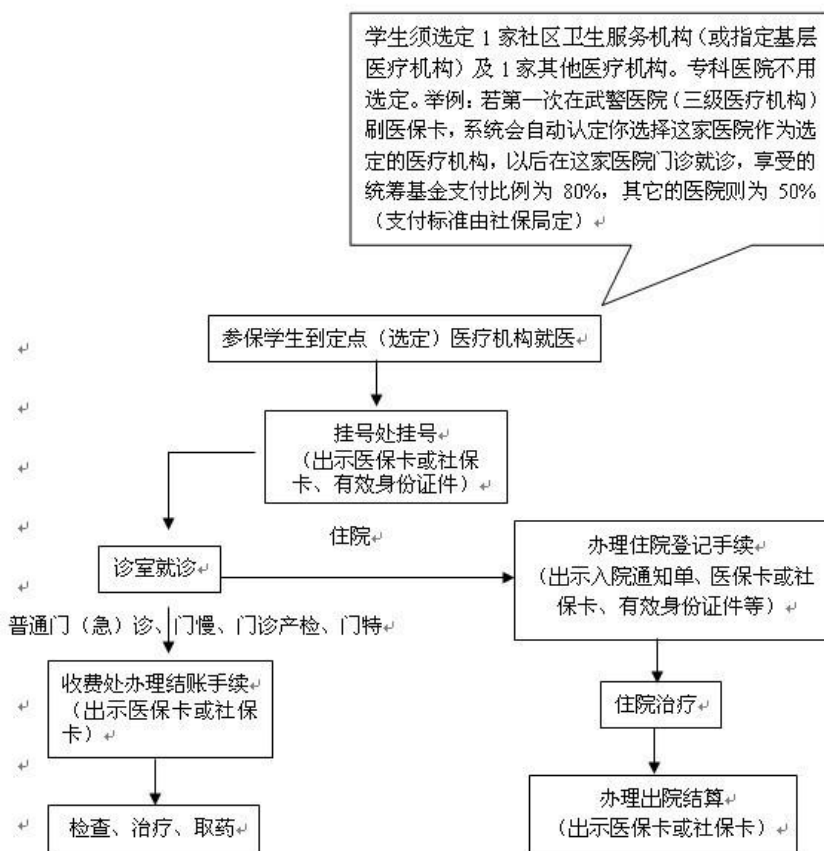 学生须选定 1 家社区卫生服务机构（或指定基层
医疗机构）及 1 家其他医疗机构。专科医院不用
选定。举例：若第一次在武警医院（三级医疗机构）
刷医保卡，系统会自动认定你选择这家医院作为选
定的医疗机构，以后在这家医院门诊就诊，享受的
统筹基金支付比例为 80%，其它的医院则为 50%
（支付标准由社保局定）
参保学生到定点（选定）医疗机构就医
挂号处挂号
（出示医保卡或社保
卡、有效身份证件）
住院
诊室就诊
办理住院登记手续
（出示入院通知单、医保卡或社
保卡、有效身份证件等）
普通门（急）诊、门慢、门诊产检、门特
收费处办理结账手续
（出示医保卡或社保
卡）
住院治疗
检查、治疗、取药
办理出院结算
（出示医保卡或社保卡）